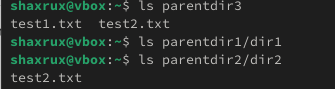 shaxrux@vbox:~$ ls parentdir3
test1.txt  test2.txt
shaxrux@vbox:~$ ls parentdir1/dir1
shaxrux@vbox:~$ ls parentdir2/dir2
test2.txt